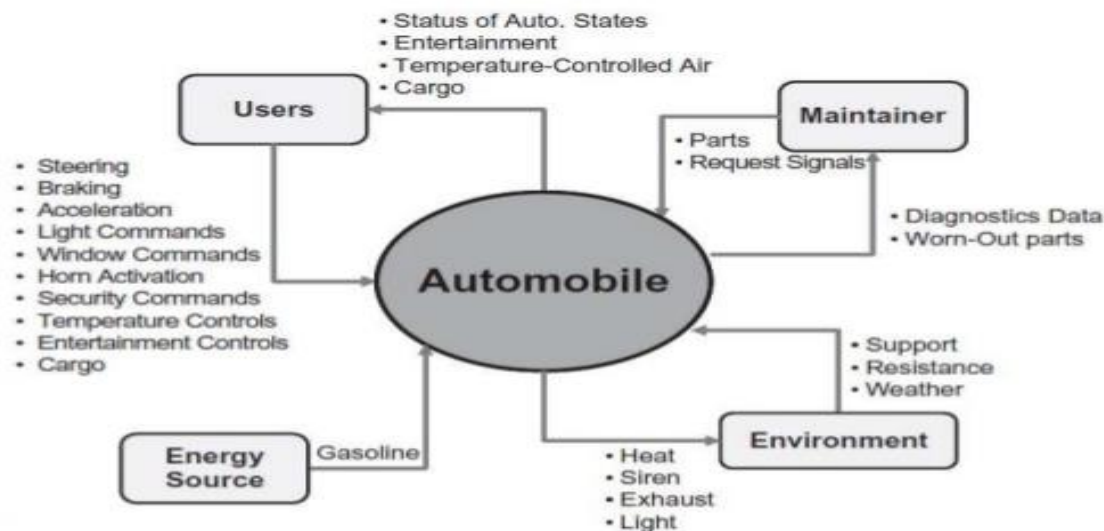 • Status of Auto. States
• Entertainment
• Temperature-Controlled Air
• Cargo
Users
Maintainer
• Parts
• Request Signals
• Steering
• Braking
• Acceleration
• Light Commands
• Window Commands
• Horn Activation
• Security Commands
• Temperature Controls
• Entertainment Controls
• Cargo
• Diagnostics Data
• Worn-Out parts
Automobile
• Support
• Resistance
• Weather
Energy
Source
Gasoline
Environment
• Heat
• Siren
• Exhaust
• Light